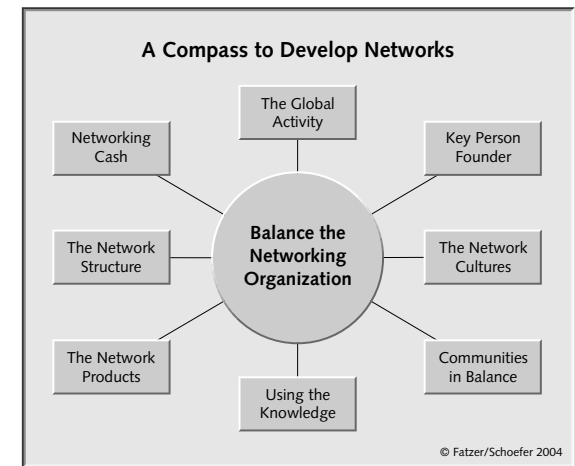 A Compass to Develop Networks
The Global
Activity
Networking
Cash
Key Person
Founder
Balance the
Networking
Organization
The Network
Structure
The Network
Cultures
The Network
Products
Communities
in Balance
Using the
Knowledge
© Fatzer/Schoefer 2004